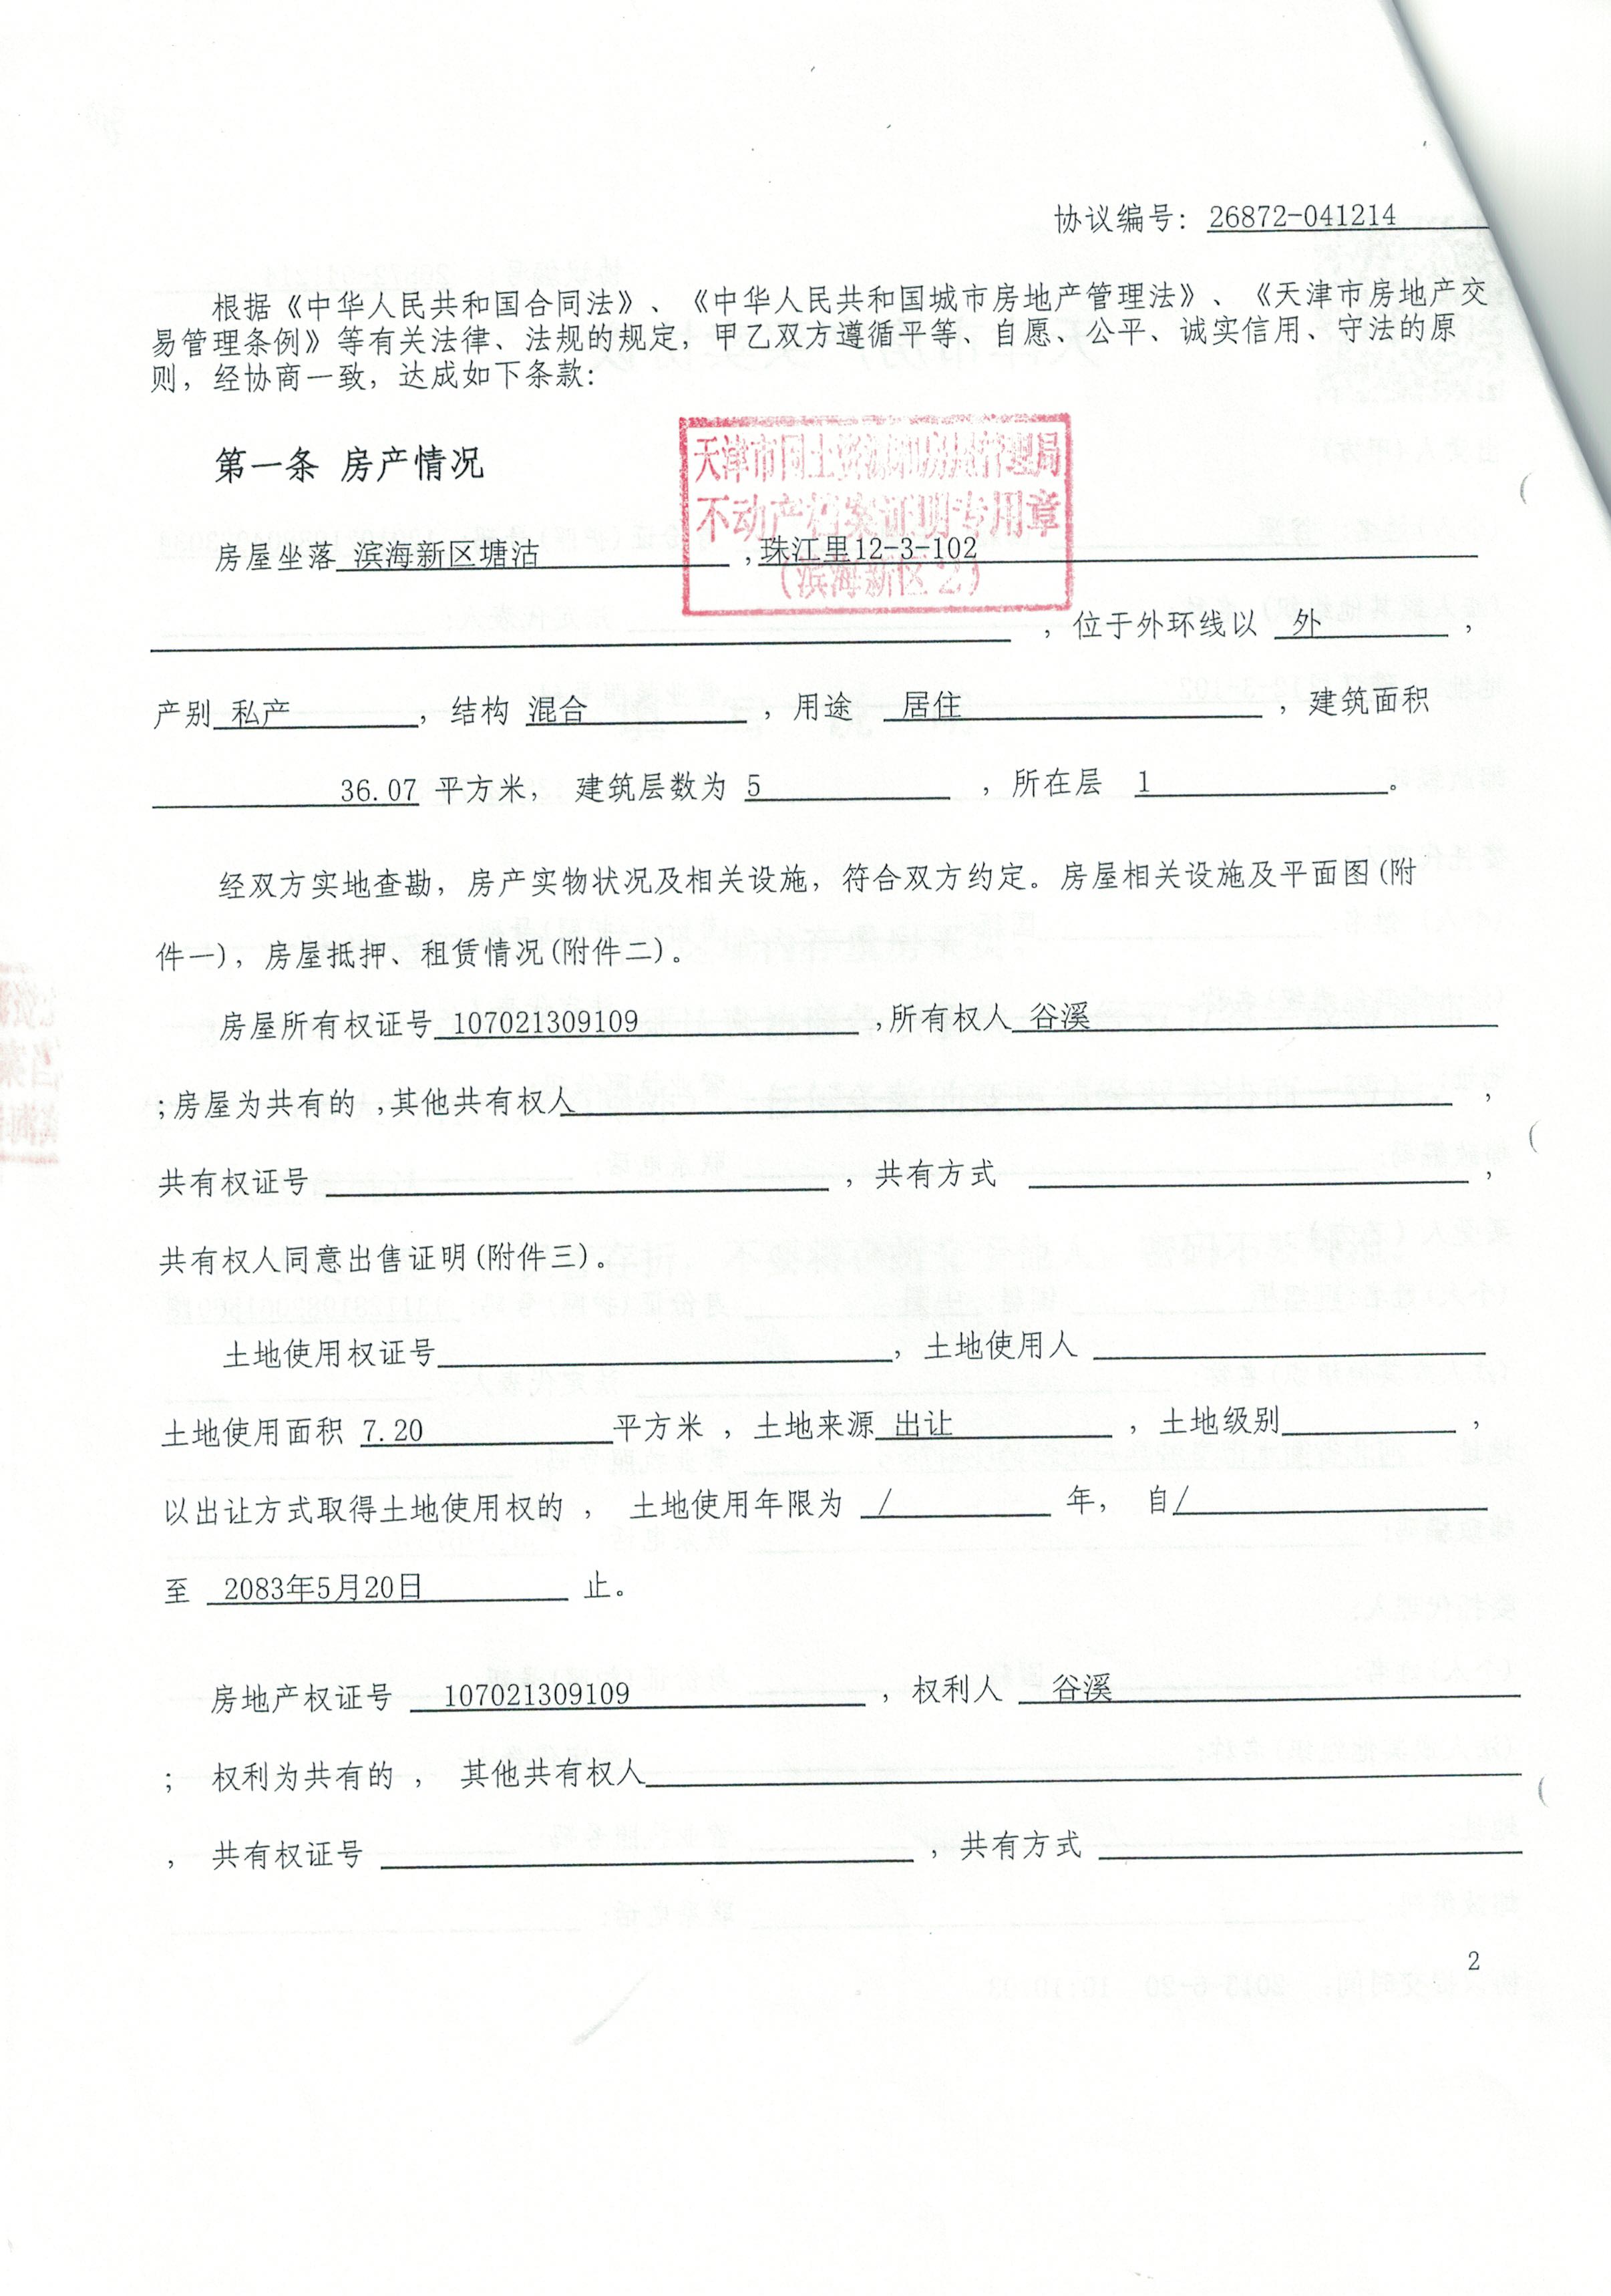 协议编号：26872-041214
根据《中华人民共和国合同法》、《中华人民共和国城市房地产管理法》、《天津市房地产交
易管理条例》等有关法律、法规的规定，甲乙双方遵循平等、自愿、公平、诚实信用、守法的原
则，经协商一致，达成如下条款：
天津市国土资源和房屋管理局
第一条 房产情况
不动产档案证明专用章
房屋坐落 滨海新区塘沽 ,珠江里12-3-102
(滨海新区2)
，位于外环线以 外 ，
产别 私产 ，结构 混合 ，用途 居住 ，建筑面积
36.07 平方米， 建筑层数为 5 ，所在层 1 。
经双方实地查勘，房产实物状况及相关设施，符合双方约定。房屋相关设施及平面图(附
件一)，房屋抵押、租赁情况(附件二)。
房屋所有权证号 107021309109 ,所有权人 谷溪
;房屋为共有的 ,其他共有权人 ，
共有权证号 ，共有方式 ，
共有权人同意出售证明(附件三)。
土地使用权证号 ，土地使用人
土地使用面积 7.20 平方米 ，土地来源 出让 ，土地级别 ，
以出让方式取得土地使用权的 ， 土地使用年限为 / 年， 自/
至 2083年5月20日 止。
房地产权证号 107021309109 ，权利人 谷溪
； 权利为共有的 ， 其他共有权人
， 共有权证号 ，共有方式
2